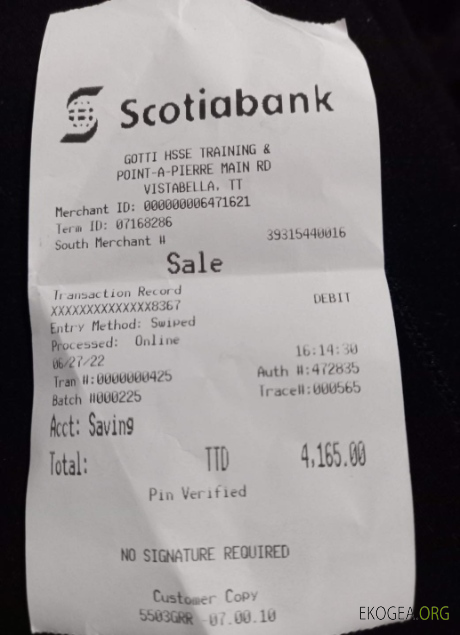 Scotiabank
GOTTI HSSE TRAINING &
POINT-A-PIERRE MAIN RD
VISTABELLA, TT
Merchant ID: 000000006471621
Term ID: 07168286
South Merchant # 39315440016
Sale
Transaction Record
XXXXXXXXXXXXXXX8367 DEBIT
Entry Method: Swiped
Processed: Online
06/27/22 16:14:30
Tran #:0000000425 Auth #:472835
Batch #000225 Trace#:000565
Acct: Saving
Total: TTD 4,165.00
Pin Verified
NO SIGNATURE REQUIRED
Customer Copy
5503GRR -07.00.10
EKOGEA.ORG